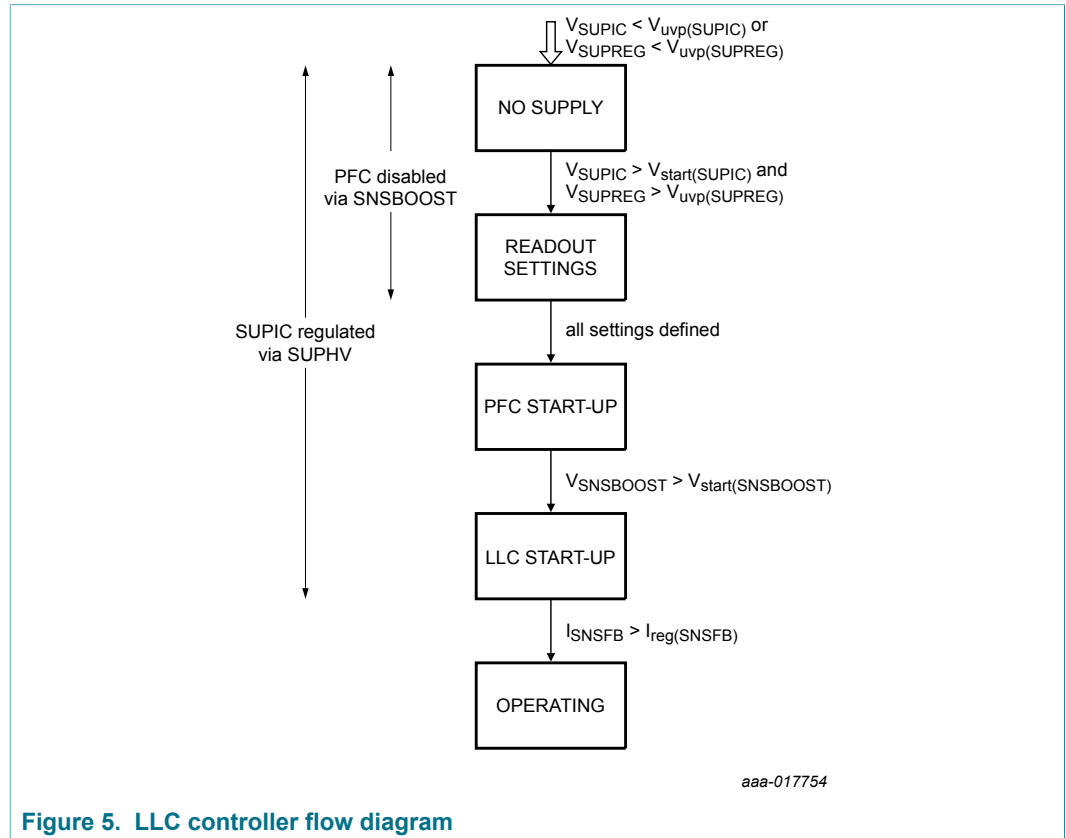 VSUPIC < Vuvp(SUPIC) or
VSUPREG < Vuvp(SUPREG)
NO SUPPLY
VSUPIC > Vstart(SUPIC) and
VSUPREG > Vuvp(SUPREG)
PFC disabled
via SNSBOOST
READOUT
SETTINGS
all settings defined
SUPIC regulated
via SUPHV
PFC START-UP
VSNSBOOST > Vstart(SNSBOOST)
LLC START-UP
ISNSFB > Ireg(SNSFB)
OPERATING
aaa-017754
Figure 5. LLC controller flow diagram